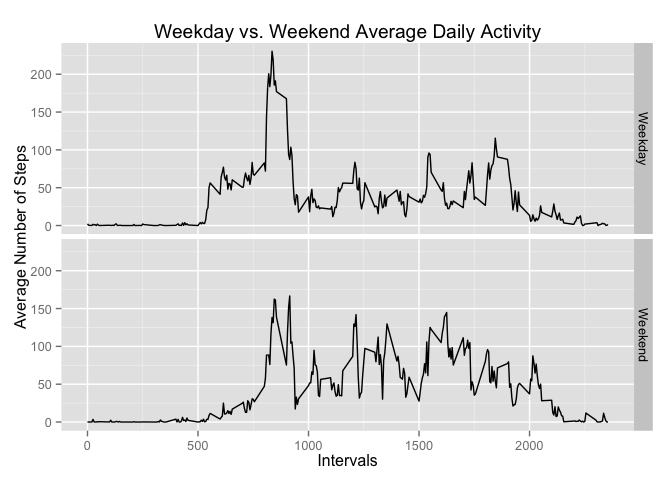 Weekday vs. Weekend Average Daily Activity
Average Number of Steps
200
150
100
50
0
Weekday
200
150
100
50
0
Weekend
0 500 1000 1500 2000
Intervals